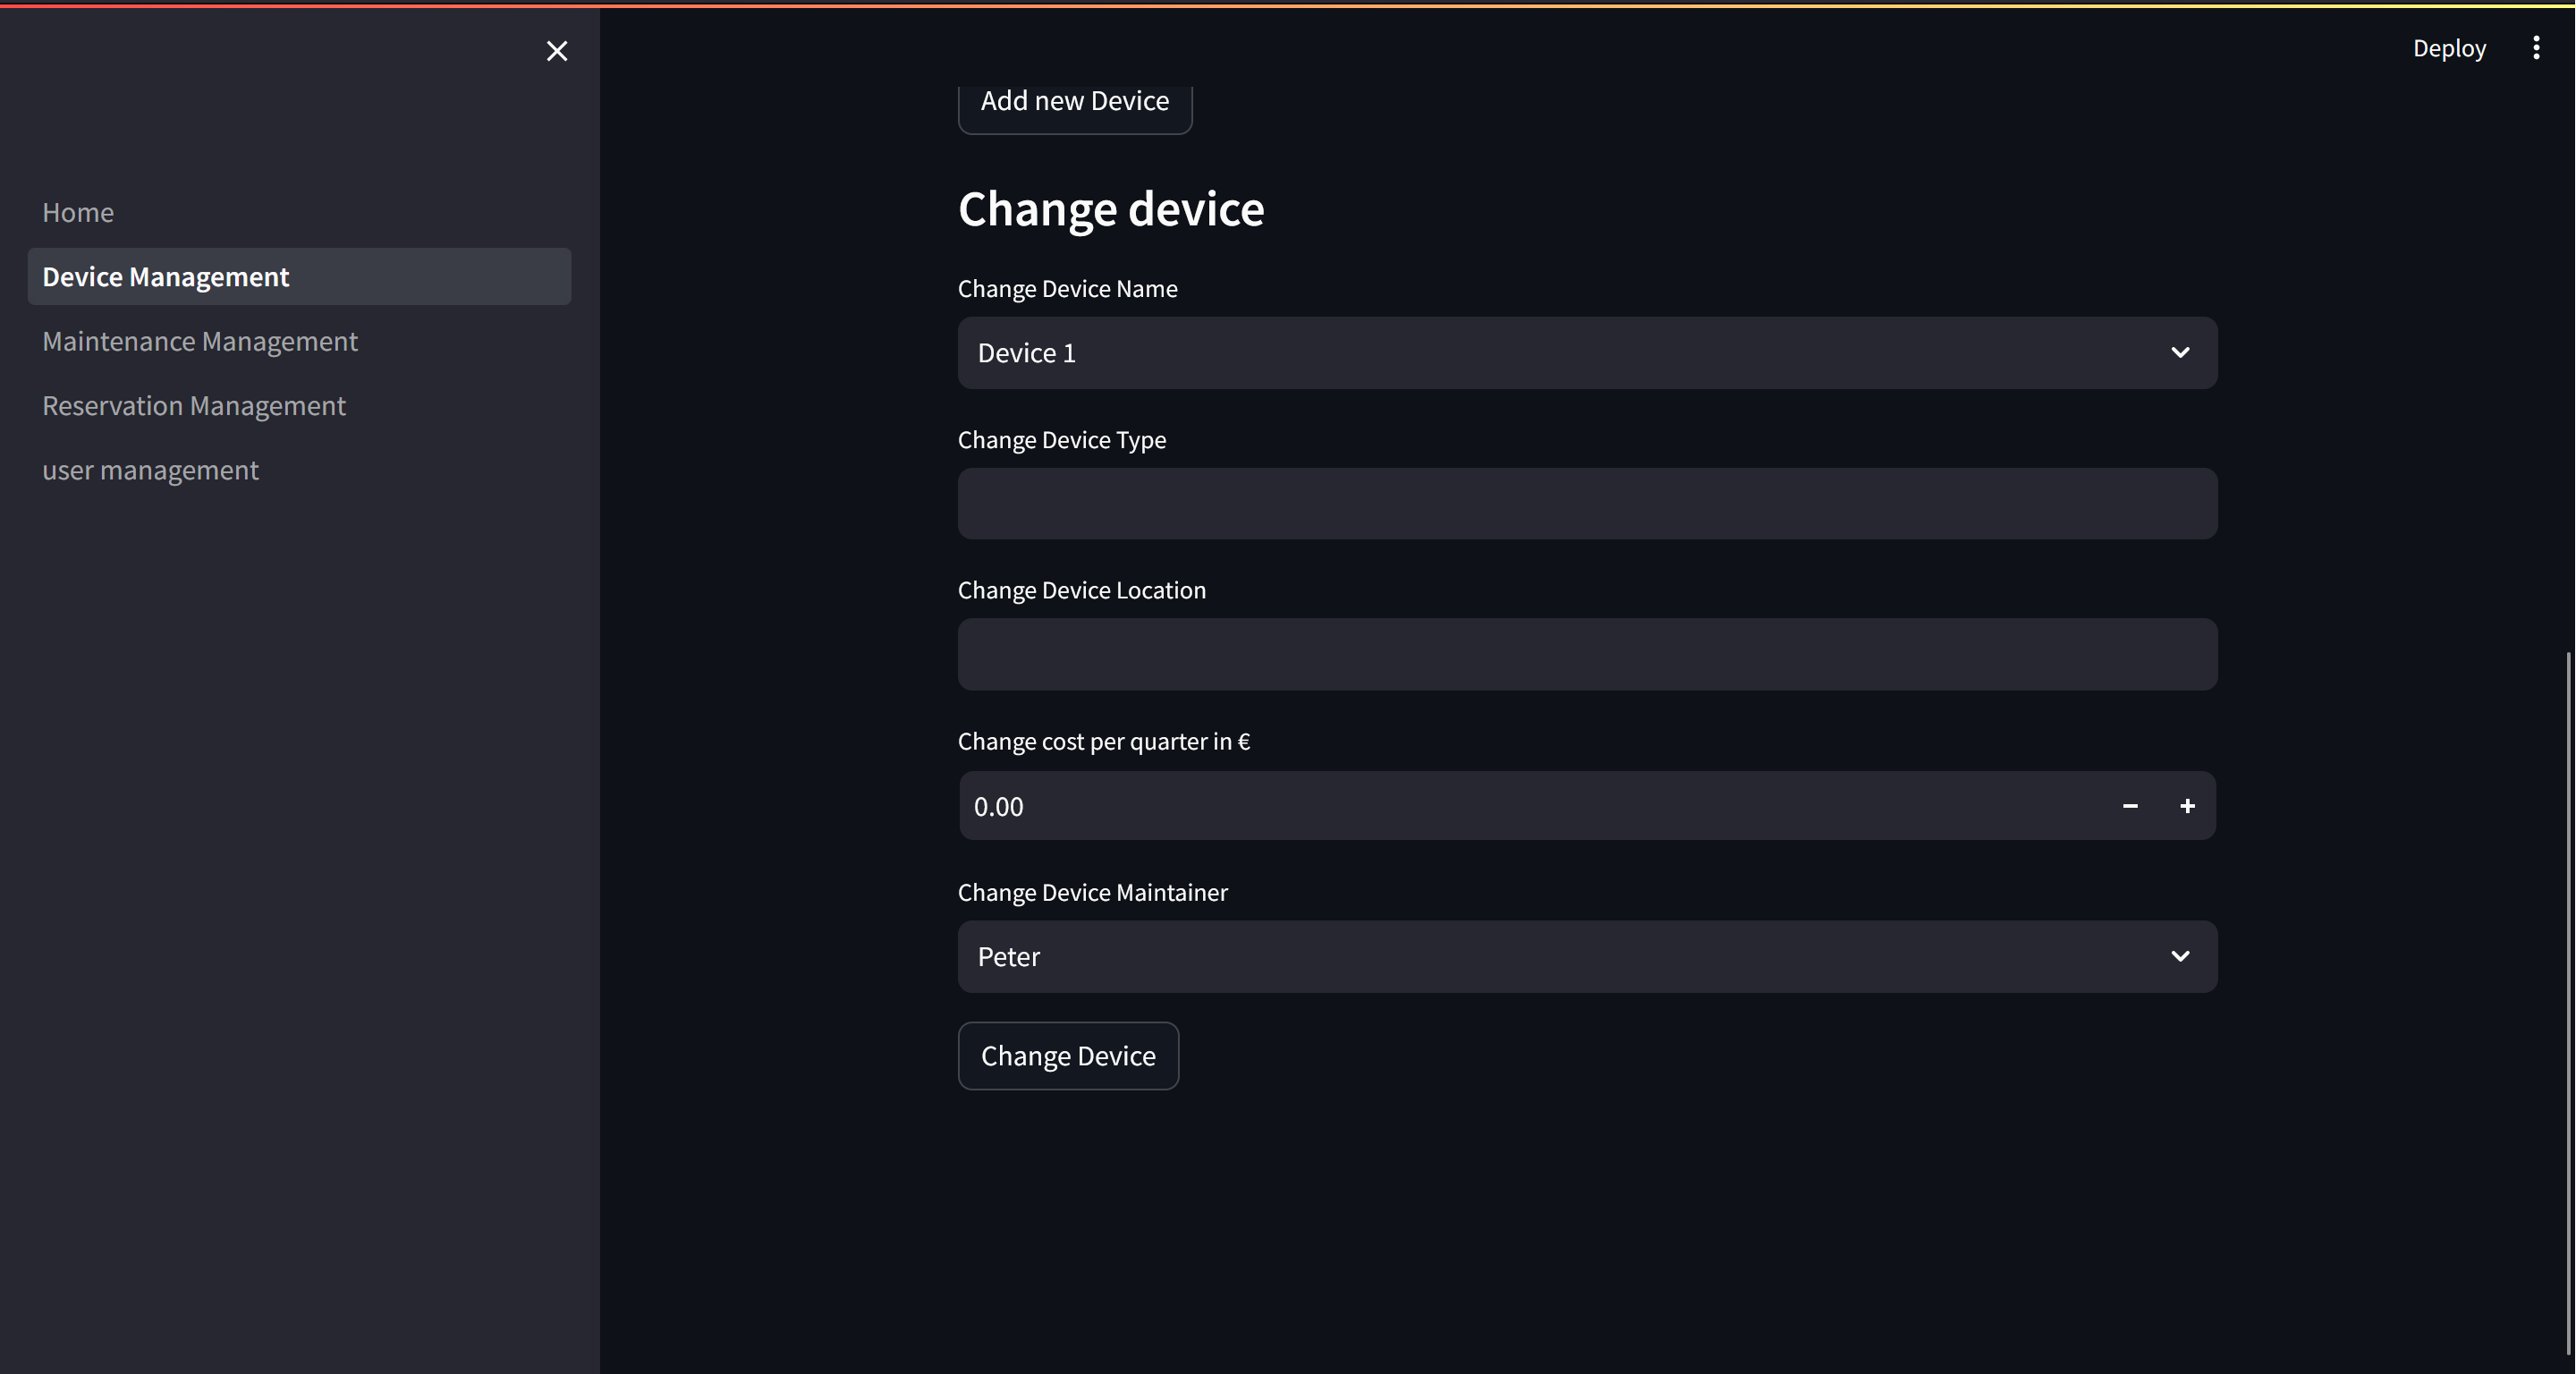 Deploy
Home
Device Management
Maintenance Management
Reservation Management
user management
Add new Device
Change device
Change Device Name
Device 1
Change Device Type
Change Device Location
Change cost per quarter in €
0.00
Change Device Maintainer
Peter
Change Device